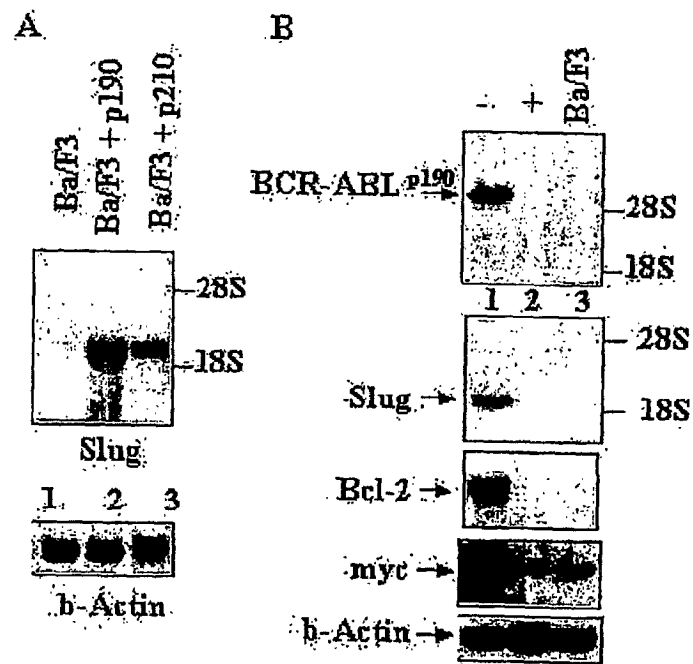 A
Ba/F3
Ba/F3 + p190
Ba/F3 + p210
28S
18S
Slug
1 2 3
b-Actin
B
- + Ba/F3
BCR-ABL p190
28S
18S
1 2 3
28S
Slug
18S
Bcl-2
myc
b-Actin